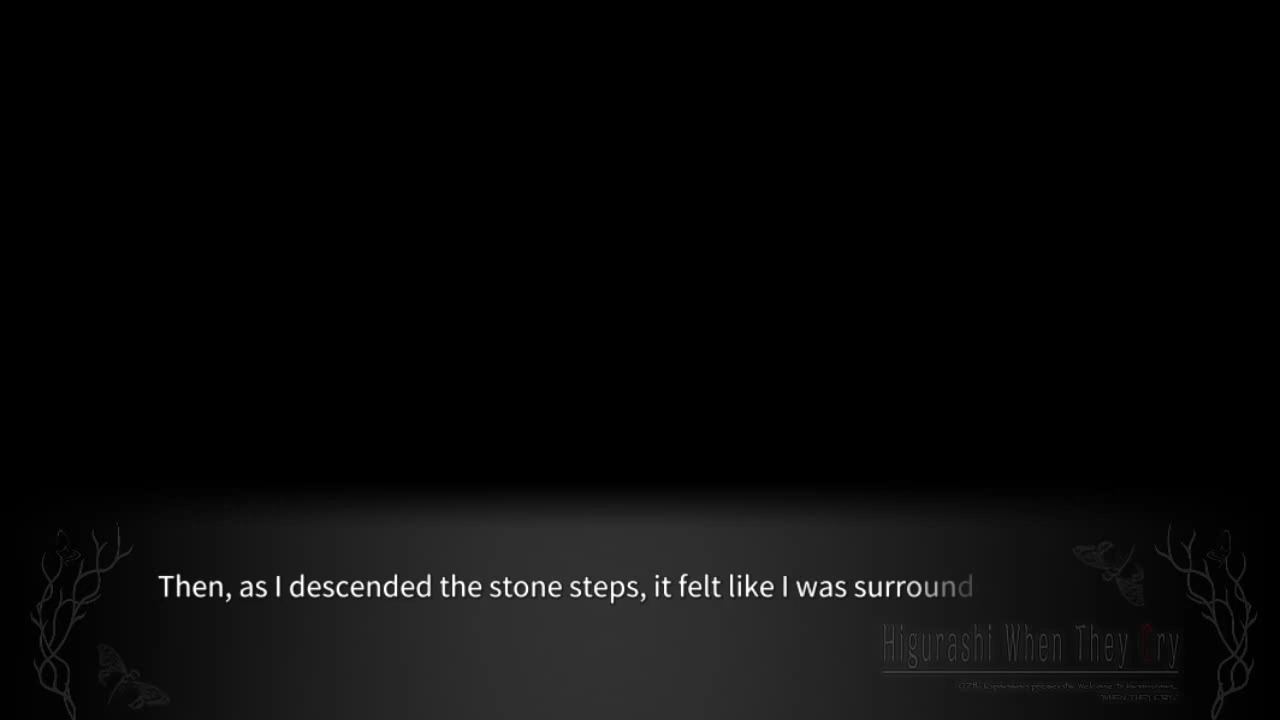 Then, as I descended the stone steps, it felt like I was surround
Higurashi When They Cry